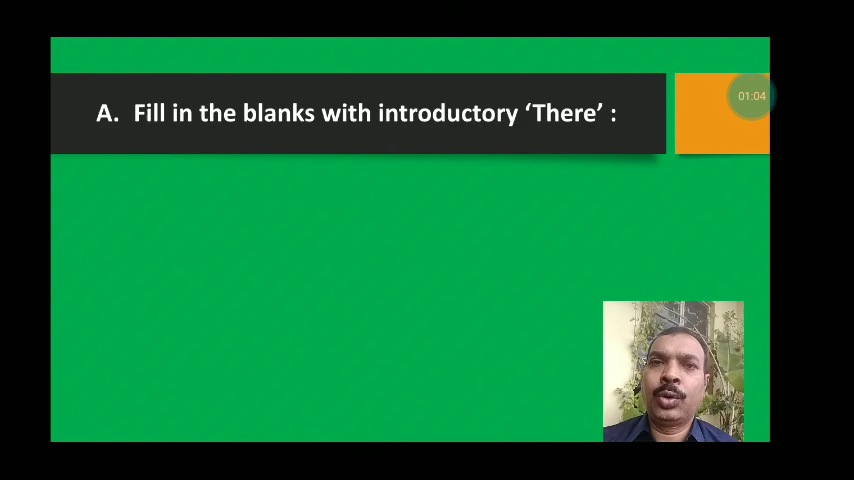 A. Fill in the blanks with introductory ‘There’ :
01:04